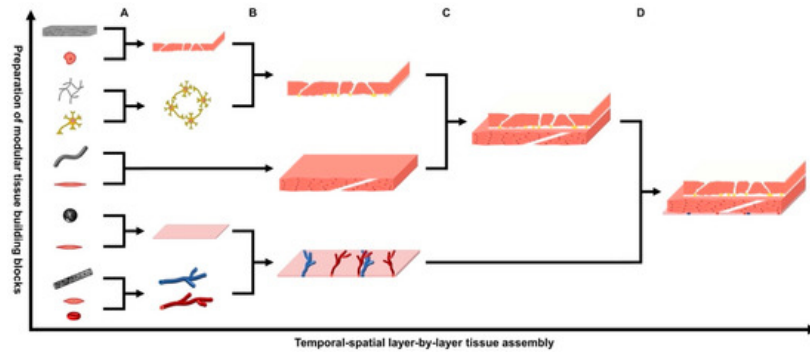 A B C D
Preparation of modular tissue building blocks
Temporal-spatial layer-by-layer tissue assembly